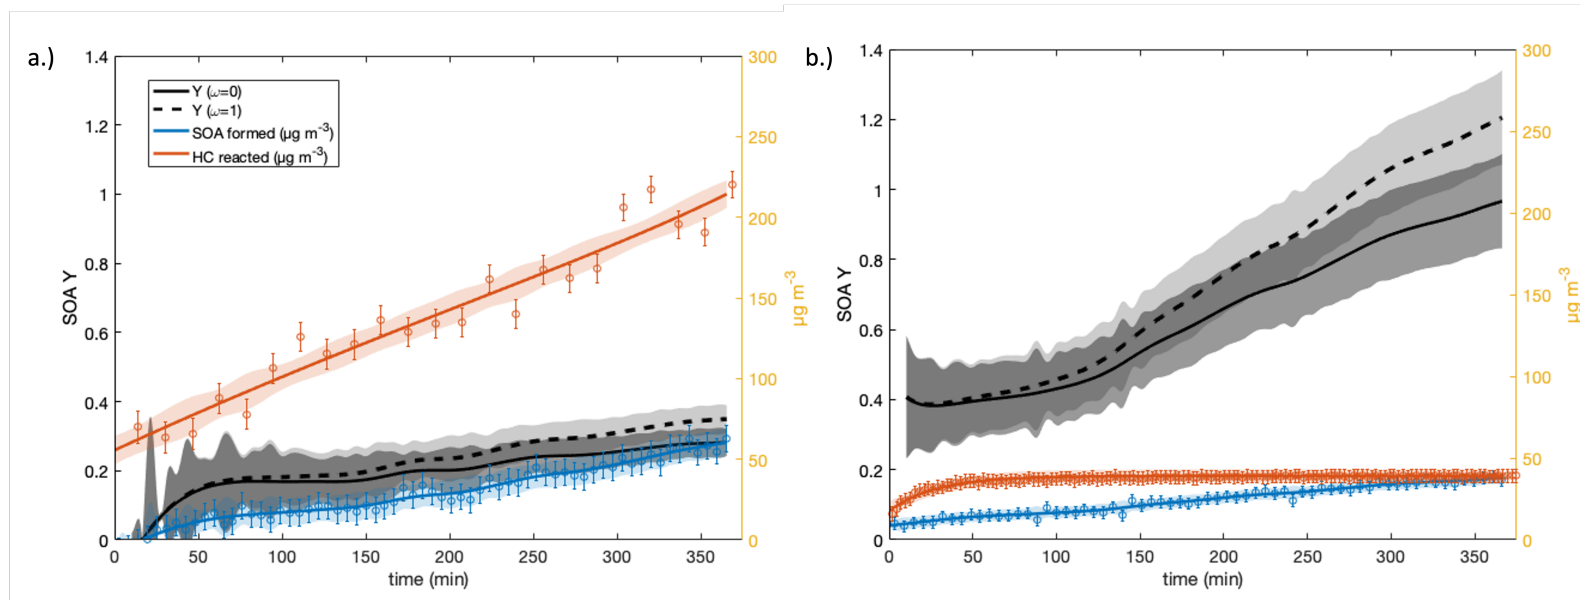 a.)
1.4
1.2
1
0.8
0.6
0.4
0.2
0
SOA Y
Y (ω=0)
Y (ω=1)
SOA formed (µg m-3)
HC reacted (µg m-3)
300
250
200
150
100
50
0
µg m-3
0 50 100 150 200 250 300 350
time (min)
b.)
1.4
1.2
1
0.8
0.6
0.4
0.2
0
SOA Y
300
250
200
150
100
50
0
µg m-3
0 50 100 150 200 250 300 350
time (min)